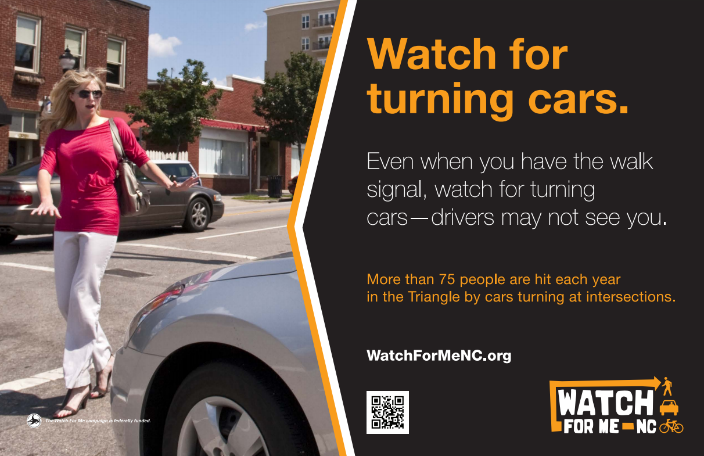 Watch for
turning cars.
Even when you have the walk
signal, watch for turning
cars—drivers may not see you.
More than 75 people are hit each year
in the Triangle by cars turning at intersections.
WatchForMeNC.org
WATCH
FOR ME-NC
The Watch For Me campaign is federally funded.